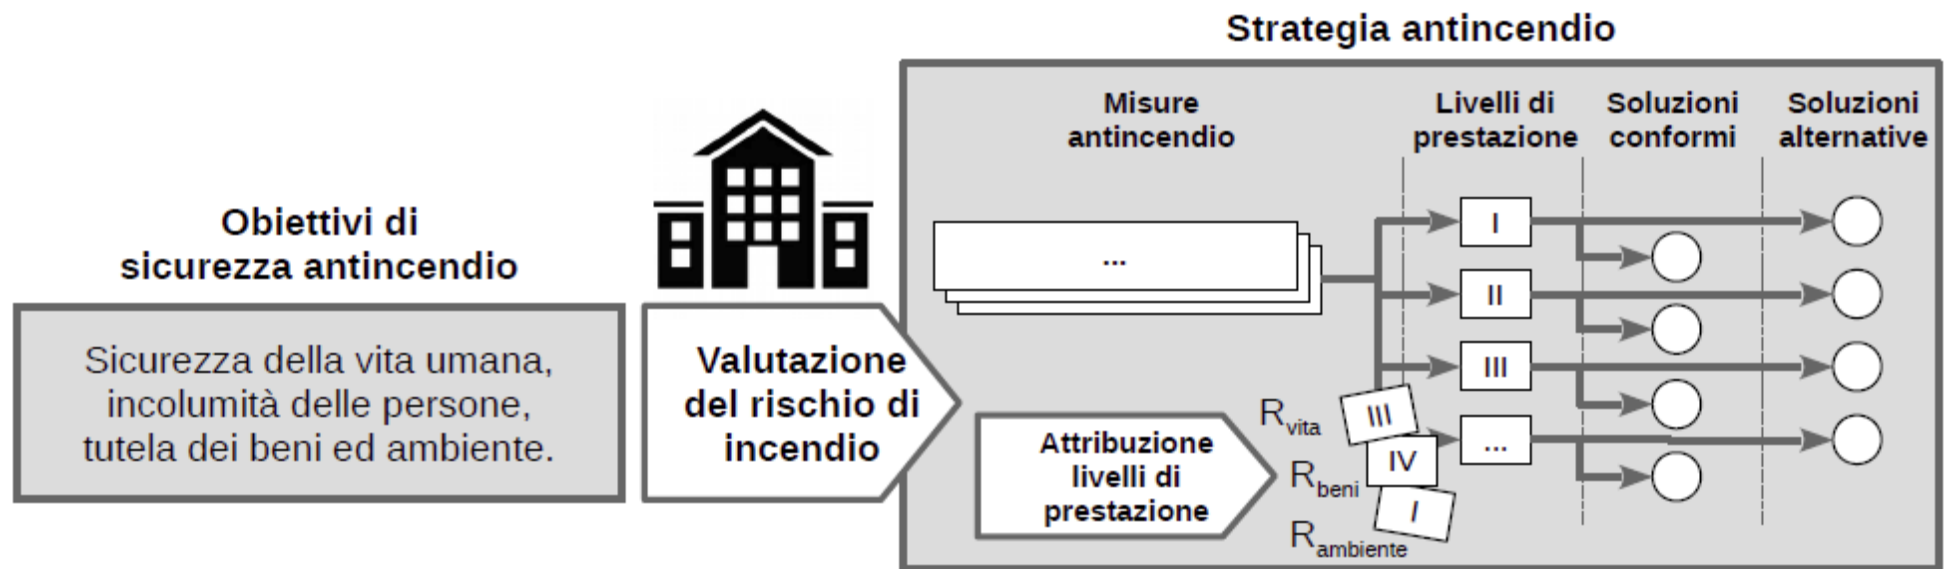 Strategia antincendio
Misure
antincendio
Livelli di
prestazione
Soluzioni
conformi
Soluzioni
alternative
Obiettivi di
sicurezza antincendio
Sicurezza della vita umana,
incolumità delle persone,
tutela dei beni ed ambiente.
Valutazione
del rischio di
incendio
...
I
II
III
...
Attribuzione
livelli di
prestazione
Rvita
III
Rbeni
IV
Rambiente
I